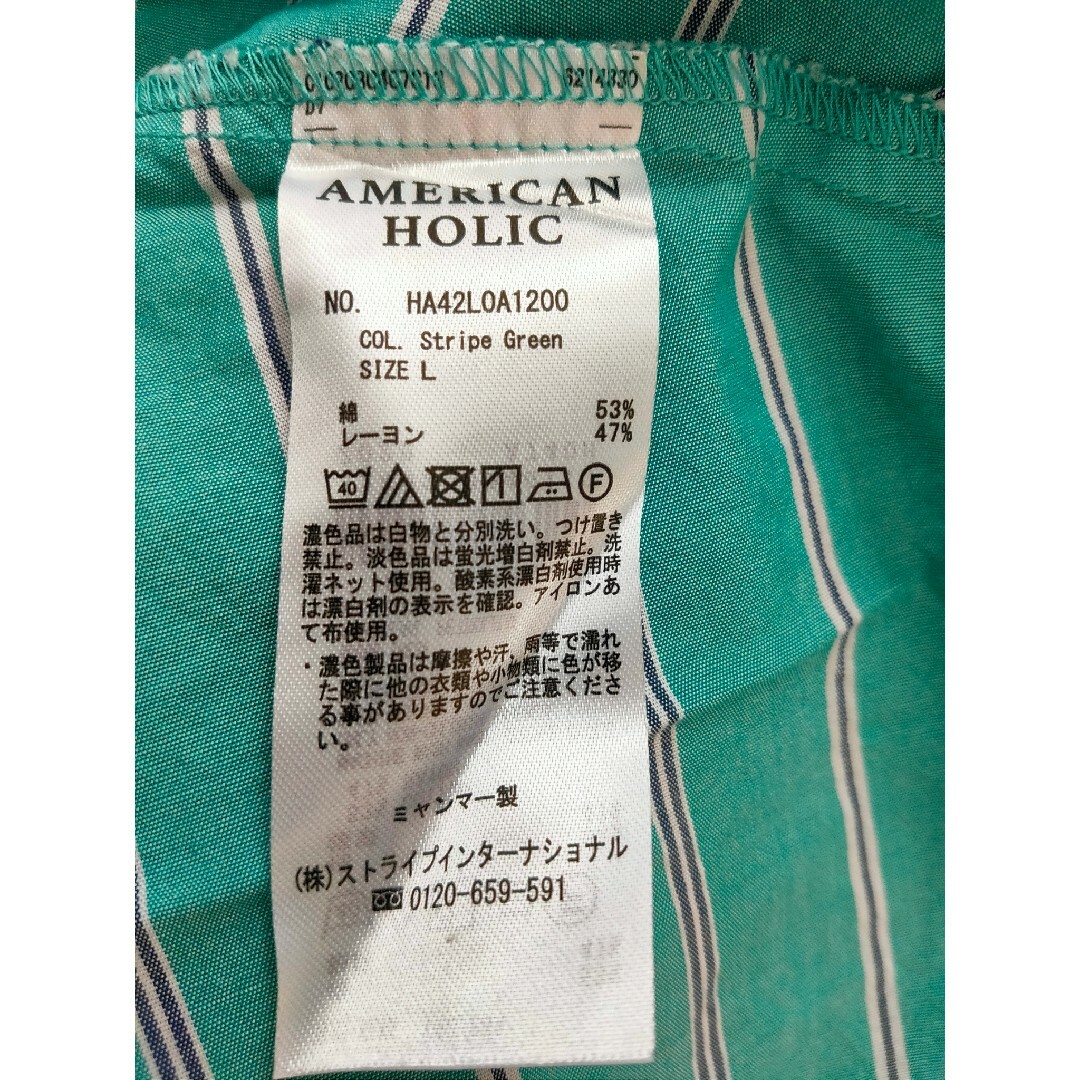 AMERICAN
HOLIC
NO. HA42L0A1200
COL. Stripe Green
SIZE L
綿 53%
レーヨン 47%
40 F
濃色品は白物と分別洗い。つけ置き
禁止。淡色品は蛍光増白剤禁止。洗
濯ネット使用。酸素系漂白剤使用時
は漂白剤の表示を確認。アイロンあ
て布使用。
・濃色製品は摩擦や汗、雨等で濡れ
た際に他の衣類や小物類に色が移
る事がありますのでご注意くださ
い。
ミャンマー製
(株)ストライプインターナショナル
0120-659-591